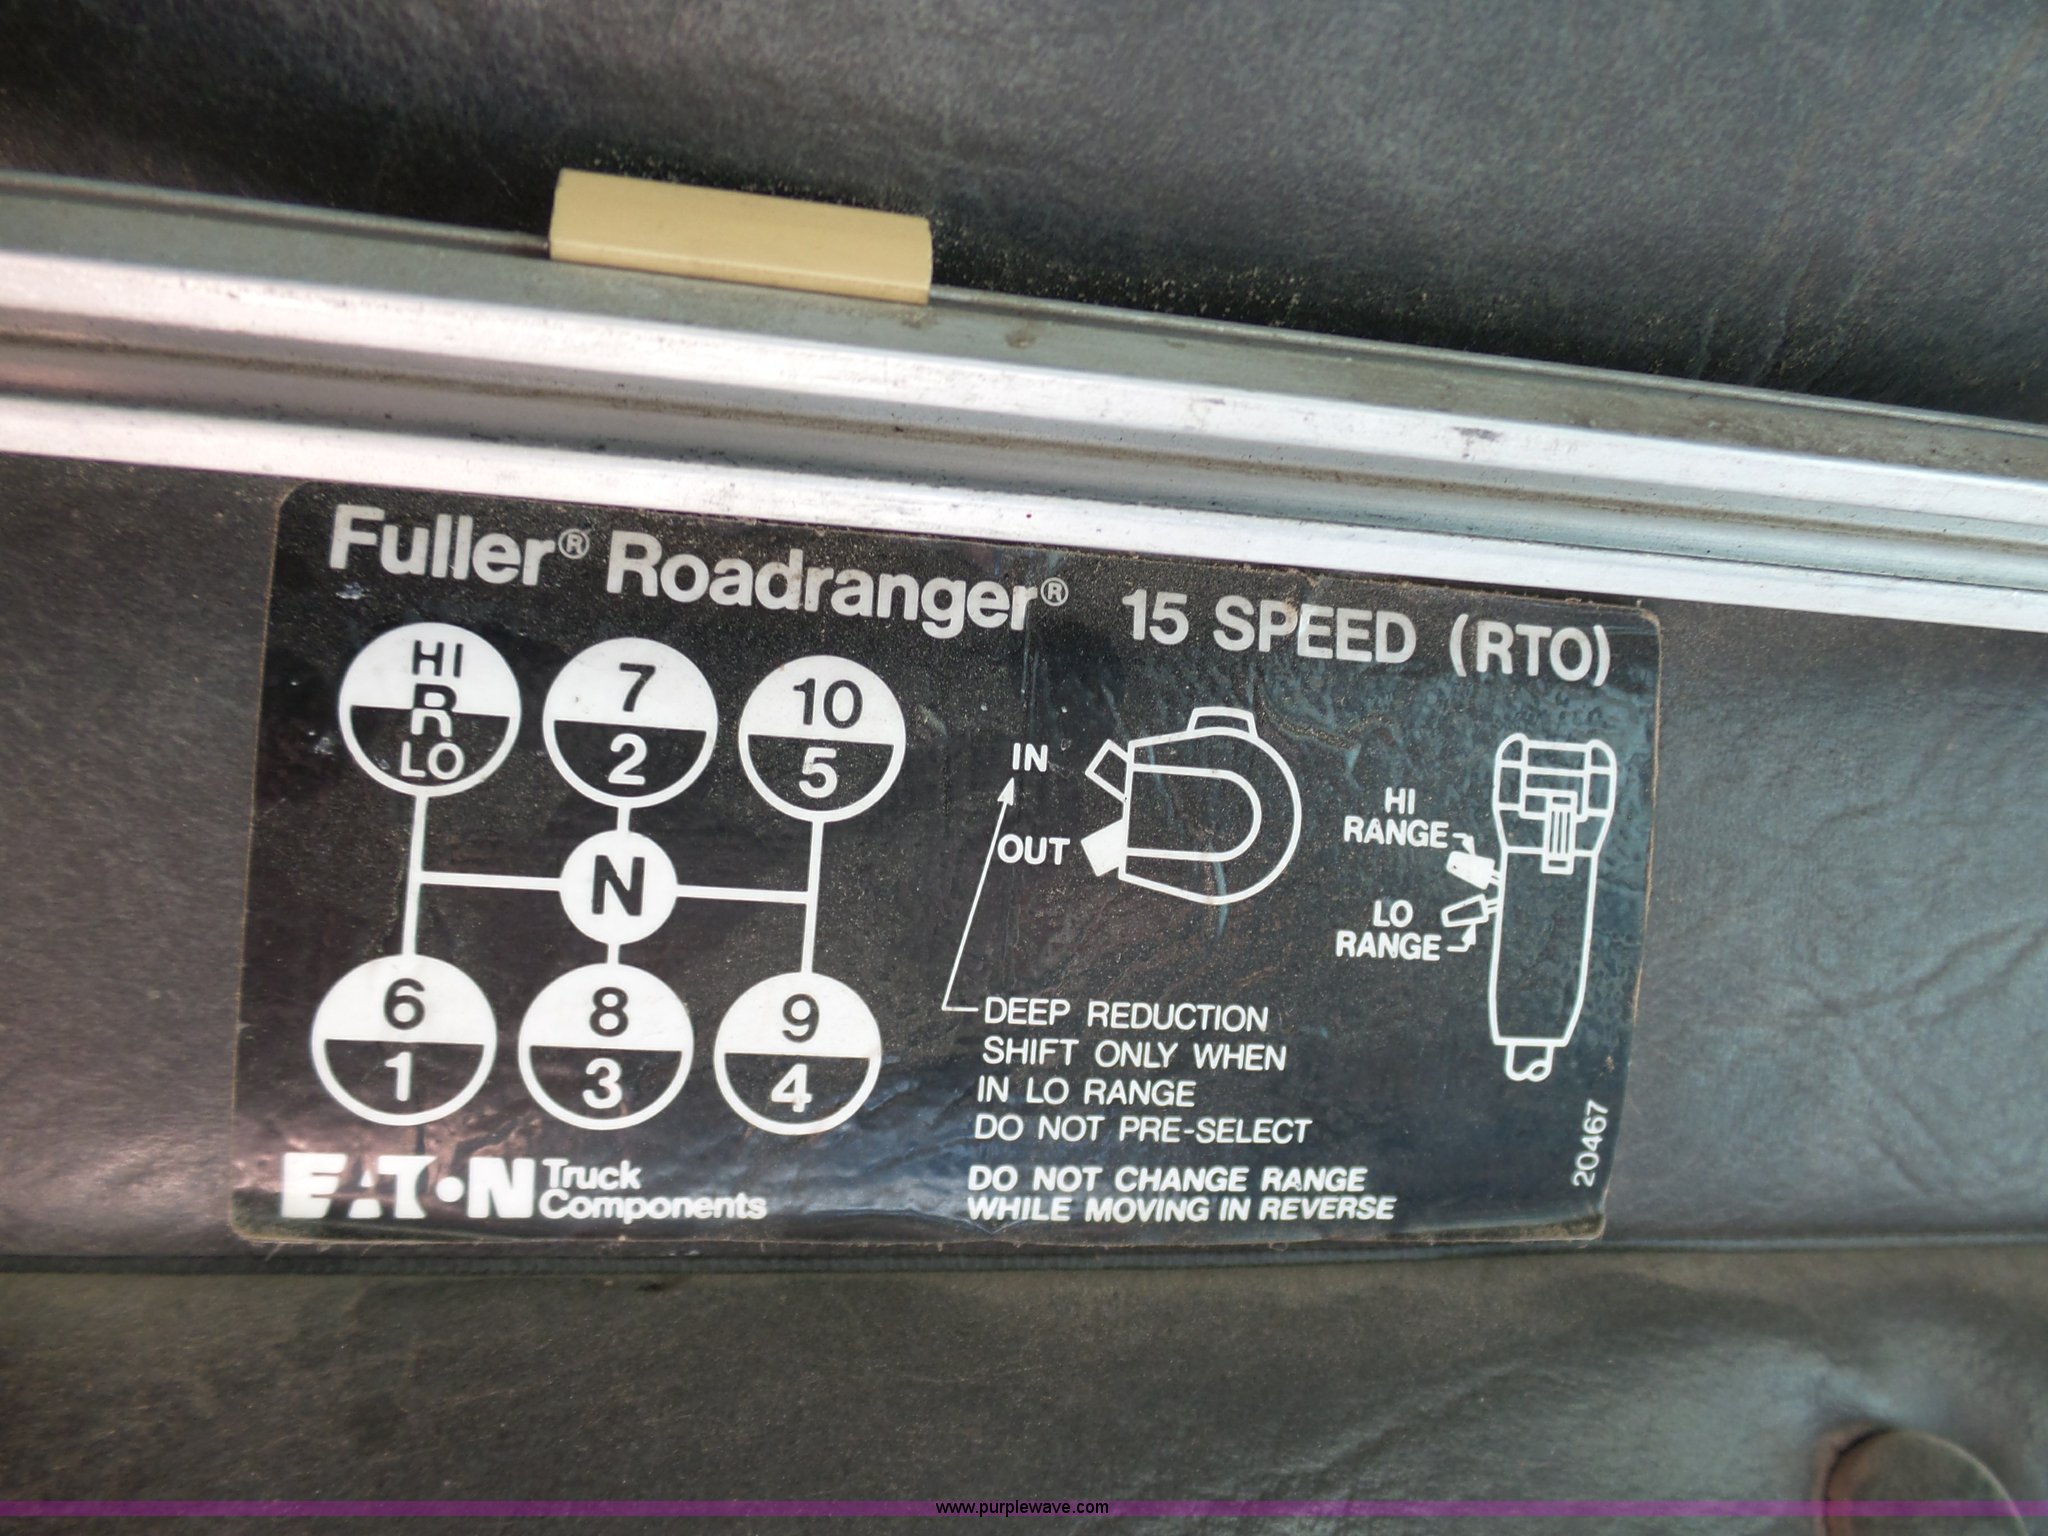 Fuller® Roadranger® 15 SPEED (RTO)
HI
R
LO
7
2
10
5
N
6
1
8
3
9
4
IN
OUT
HI
RANGE
LO
RANGE
DEEP REDUCTION
SHIFT ONLY WHEN
IN LO RANGE
DO NOT PRE-SELECT
DO NOT CHANGE RANGE
WHILE MOVING IN REVERSE
EAT•N Truck
Components
20467
www.purplewave.com